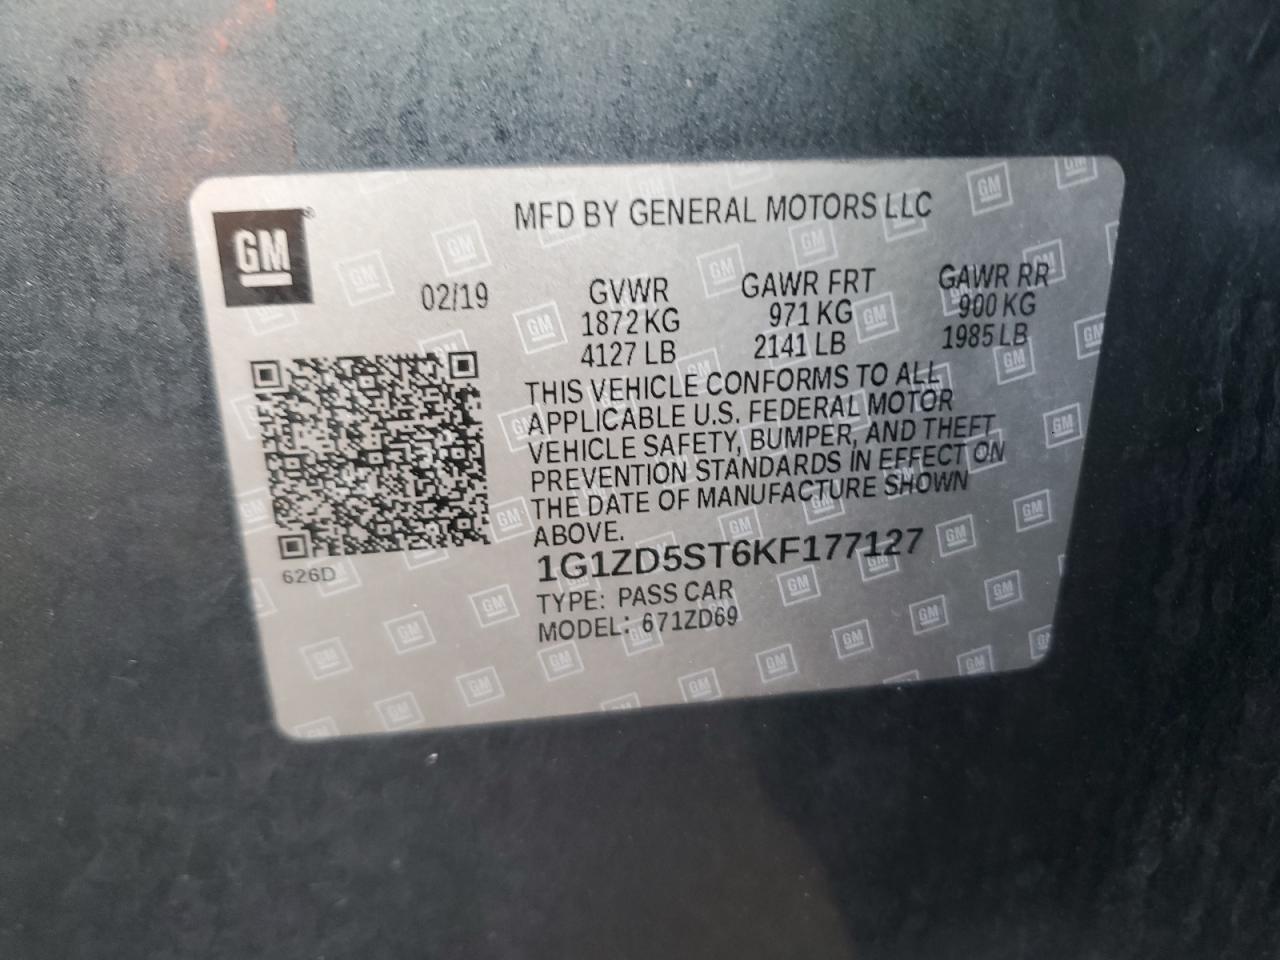 MFD BY GENERAL MOTORS LLC
GM
02/19
GVWR
1872 KG
4127 LB
GAWR FRT
971 KG
2141 LB
GAWR RR
900 KG
1985 LB
THIS VEHICLE CONFORMS TO ALL
APPLICABLE U.S. FEDERAL MOTOR
VEHICLE SAFETY, BUMPER, AND THEFT
PREVENTION STANDARDS IN EFFECT ON
THE DATE OF MANUFACTURE SHOWN
ABOVE.
1G1ZD5ST6KF177127
TYPE: PASS CAR
MODEL: 671ZD69
626D